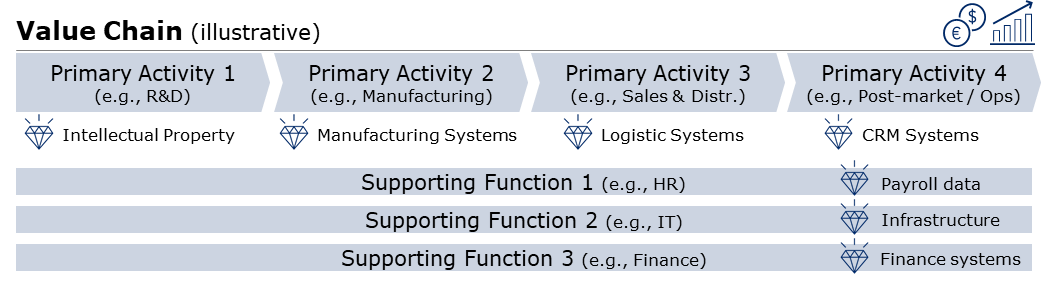 Value Chain (illustrative)
€ $
Primary Activity 1 Primary Activity 2 Primary Activity 3 Primary Activity 4
(e.g., R&D) (e.g., Manufacturing) (e.g., Sales & Distr.) (e.g., Post-market / Ops)
Intellectual Property Manufacturing Systems Logistic Systems CRM Systems
Supporting Function 1 (e.g., HR) Payroll data
Supporting Function 2 (e.g., IT) Infrastructure
Supporting Function 3 (e.g., Finance) Finance systems